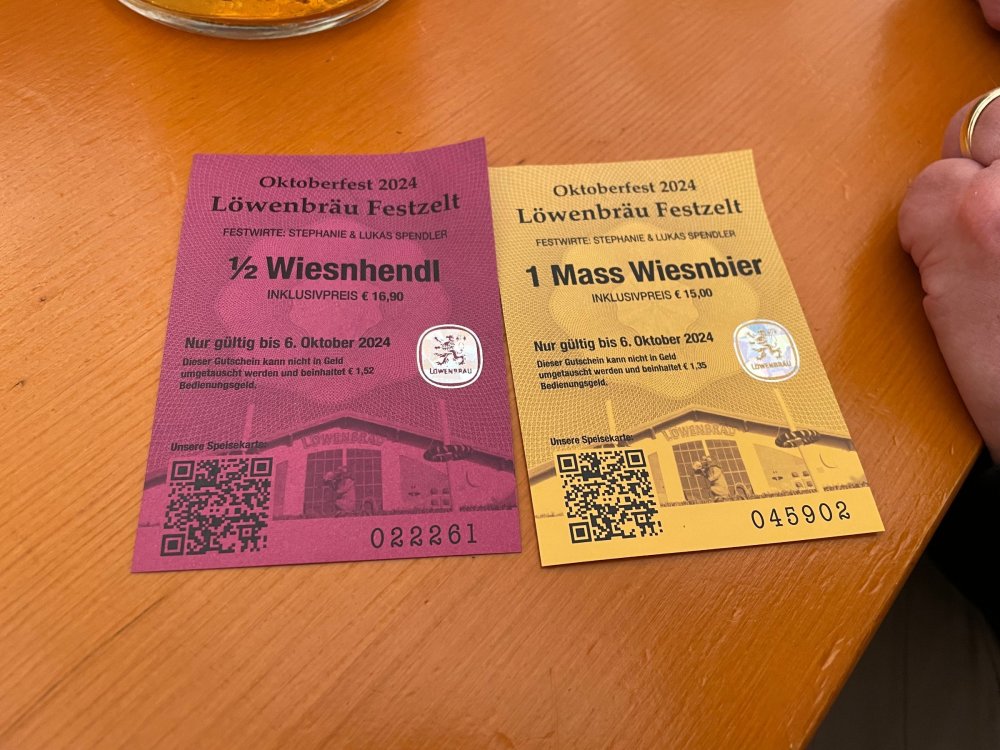 Oktoberfest 2024
Löwenbräu Festzelt
FESTWIRTE: STEPHANIE & LUKAS SPENDLER
½ Wiesnhendl
INKLUSIVPREIS € 16,90
Nur gültig bis 6. Oktober 2024
Dieser Gutschein kann nicht in Geld
umgetauscht werden und beinhaltet € 1,52
Bedienungsgeld.
LÖWENBRÄU
Unsere Speisekarte:
LÖWENBRÄU
022261
Oktoberfest 2024
Löwenbräu Festzelt
FESTWIRTE: STEPHANIE & LUKAS SPENDLER
1 Mass Wiesnbier
INKLUSIVPREIS € 15,00
Nur gültig bis 6. Oktober 2024
Dieser Gutschein kann nicht in Geld
umgetauscht werden und beinhaltet € 1,35
Bedienungsgeld.
LÖWENBRÄU
Unsere Speisekarte:
LÖWENBRÄU
045902